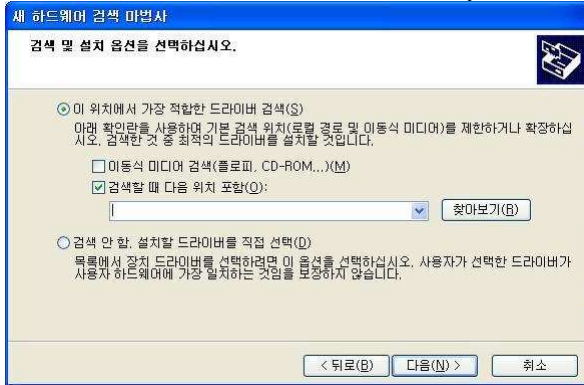 새 하드웨어 검색 마법사
검색 및 설치 옵션을 선택하십시오.
이 위치에서 가장 적합한 드라이버 검색(S)
아래 확인란을 사용하여 기본 검색 위치(로컬 경로 및 이동식 미디어)를 제한하거나 확장하십
시오. 검색한 것 중 최적의 드라이버를 설치할 것입니다.
이동식 미디어 검색(플로피, CD-ROM...)(M)
검색할 때 다음 위치 포함(O):
찾아보기(R)
검색 안 함. 설치할 드라이버를 직접 선택(D)
목록에서 장치 드라이버를 선택하려면 이 옵션을 선택하십시오. 사용자가 선택한 드라이버가
사용자 하드웨어에 가장 일치하는 것임을 보장하지 않습니다.
< 뒤로(B) 다음(N) > 취소